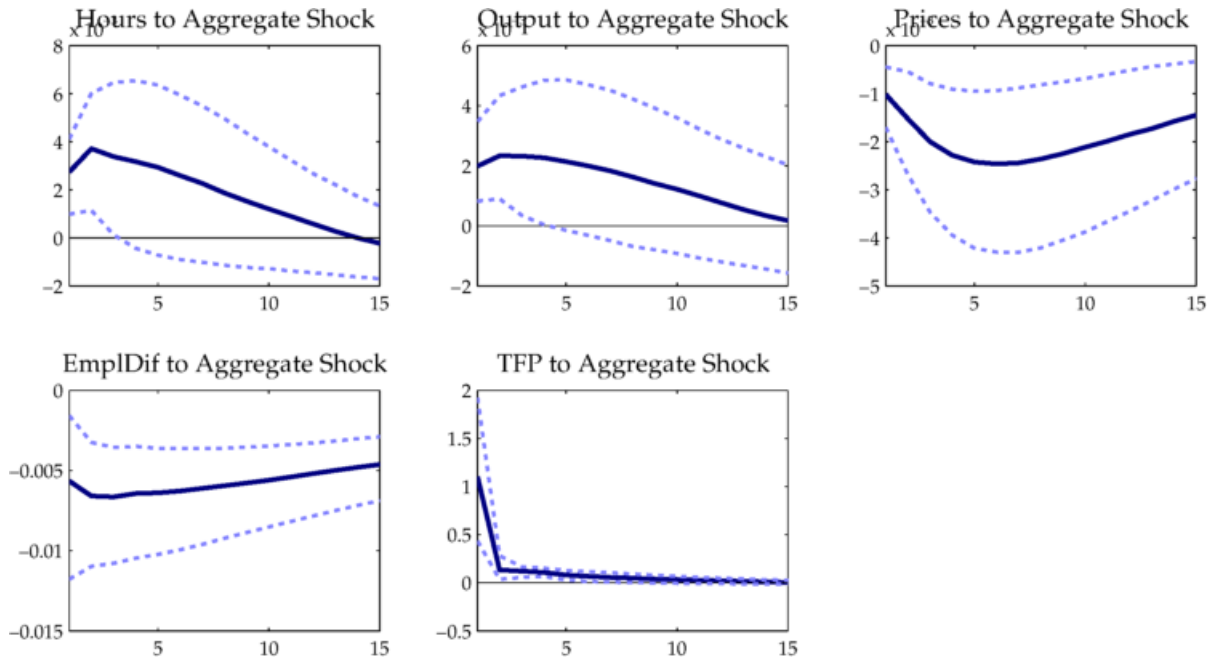 Hours to Aggregate Shock Output to Aggregate Shock Prices to Aggregate Shock
x10 x10 x10
8 6 0
6 4 −1
4 2 −2
2 0 −3
0 −2 −4
−2 −5
5 10 15 5 10 15 5 10 15
EmplDif to Aggregate Shock TFP to Aggregate Shock
0 2
−0.005 1.5
−0.01 1
−0.015 0.5
0
−0.5
5 10 15 5 10 15